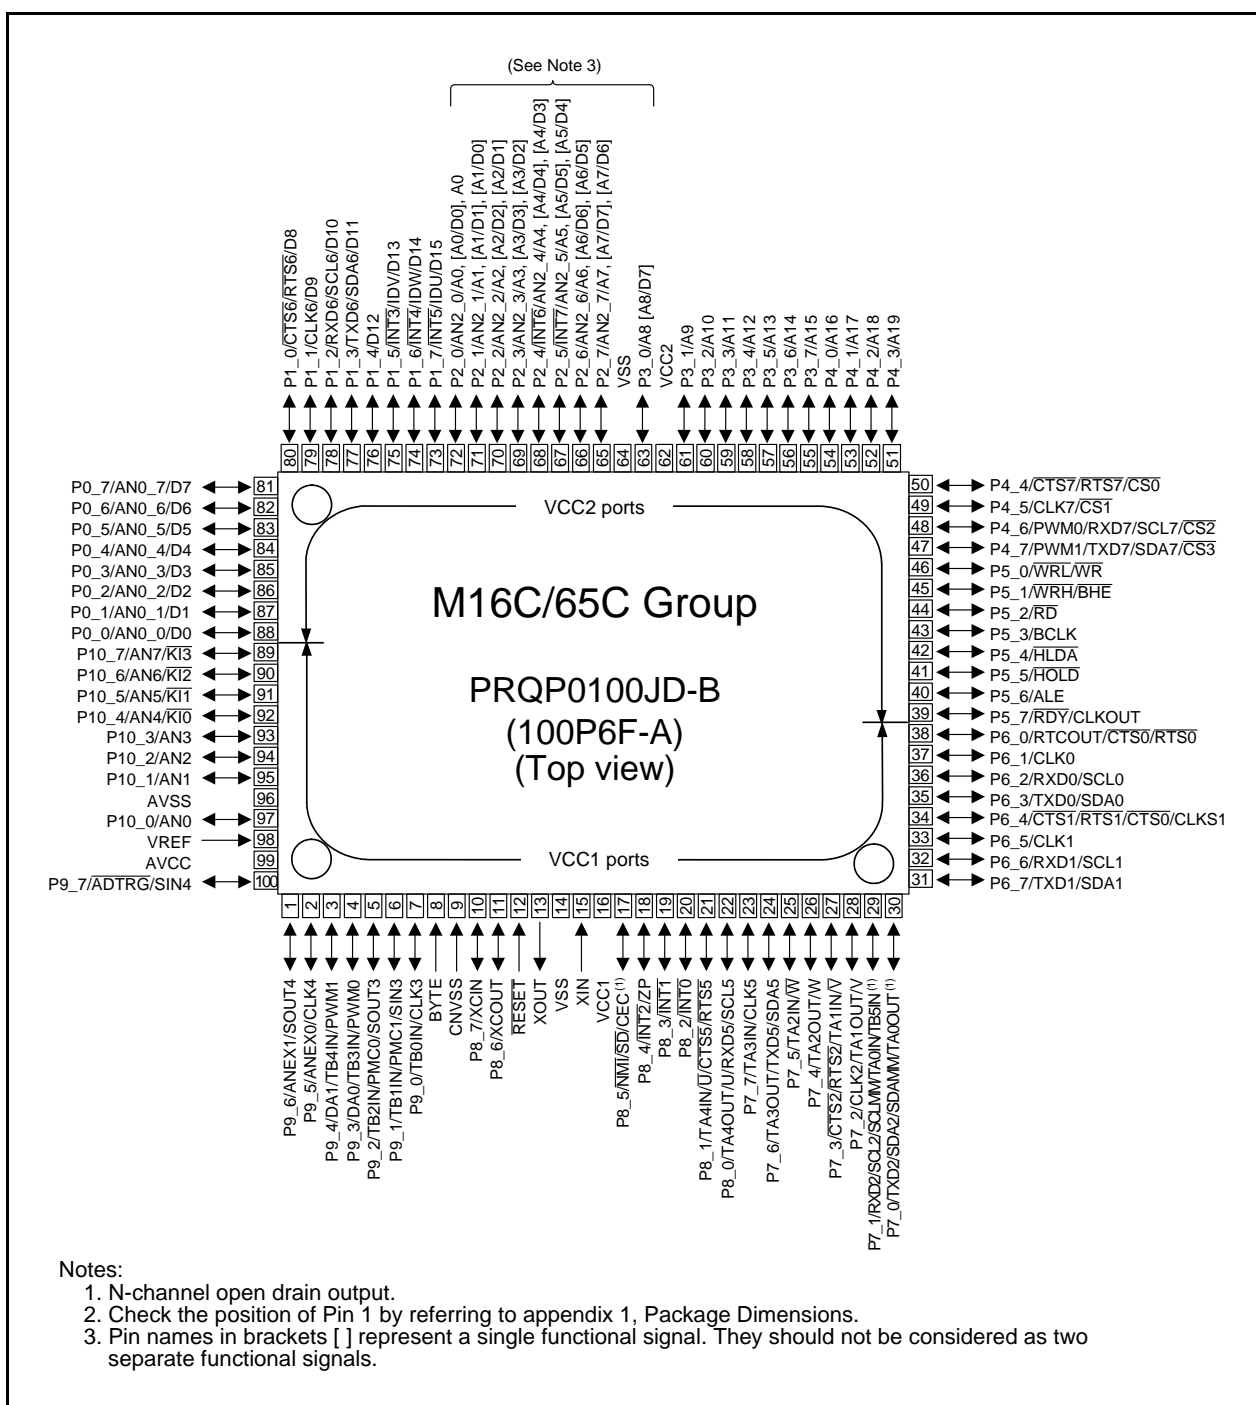 (See Note 3)
P1_0/CTS6/RTS6/D8
P1_1/CLK6/D9
P1_2/RXD6/SCL6/D10
P1_3/TXD6/SDA6/D11
P1_4/D12
P1_5/INT3/IDV/D13
P1_6/INT4/IDW/D14
P1_7/INT5/IDU/D15
P2_0/AN2_0/A0, [A0/D0], A0
P2_1/AN2_1/A1, [A1/D1], [A1/D0]
P2_2/AN2_2/A2, [A2/D2], [A2/D1]
P2_3/AN2_3/A3, [A3/D3], [A3/D2]
P2_4/INT6/AN2_4/A4, [A4/D4], [A4/D3]
P2_5/INT7/AN2_5/A5, [A5/D5], [A5/D4]
P2_6/AN2_6/A6, [A6/D6], [A6/D5]
P2_7/AN2_7/A7, [A7/D7], [A7/D6]
VSS
P3_0/A8 [A8/D7]
VCC2
P3_1/A9
P3_2/A10
P3_3/A11
P3_4/A12
P3_5/A13
P3_6/A14
P3_7/A15
P4_0/A16
P4_1/A17
P4_2/A18
P4_3/A19
80 79 78 77 76 75 74 73 72 71 70 69 68 67 66 65 64 63 62 61 60 59 58 57 56 55 54 53 52 51
P0_7/AN0_7/D7 81
P0_6/AN0_6/D6 82
P0_5/AN0_5/D5 83
P0_4/AN0_4/D4 84
P0_3/AN0_3/D3 85
P0_2/AN0_2/D2 86
P0_1/AN0_1/D1 87
P0_0/AN0_0/D0 88
P10_7/AN7/KI3 89
P10_6/AN6/KI2 90
P10_5/AN5/KI1 91
P10_4/AN4/KI0 92
P10_3/AN3 93
P10_2/AN2 94
P10_1/AN1 95
AVSS 96
P10_0/AN0 97
VREF 98
AVCC 99
P9_7/ADTRG/SIN4 100
VCC2 ports
M16C/65C Group
PRQP0100JD-B
(100P6F-A)
(Top view)
VCC1 ports
50 P4_4/CTS7/RTS7/CS0
49 P4_5/CLK7/CS1
48 P4_6/PWM0/RXD7/SCL7/CS2
47 P4_7/PWM1/TXD7/SDA7/CS3
46 P5_0/WRL/WR
45 P5_1/WRH/BHE
44 P5_2/RD
43 P5_3/BCLK
42 P5_4/HLDA
41 P5_5/HOLD
40 P5_6/ALE
39 P5_7/RDY/CLKOUT
38 P6_0/RTCOUT/CTS0/RTS0
37 P6_1/CLK0
36 P6_2/RXD0/SCL0
35 P6_3/TXD0/SDA0
34 P6_4/CTS1/RTS1/CTS0/CLKS1
33 P6_5/CLK1
32 P6_6/RXD1/SCL1
31 P6_7/TXD1/SDA1
1 2 3 4 5 6 7 8 9 10 11 12 13 14 15 16 17 18 19 20 21 22 23 24 25 26 27 28 29 30
P9_6/ANEX1/SOUT4
P9_5/ANEX0/CLK4
P9_4/DA1/TB4IN/PWM1
P9_3/DA0/TB3IN/PWM0
P9_2/TB2IN/PMC0/SOUT3
P9_1/TB1IN/PMC1/SIN3
P9_0/TB0IN/CLK3
BYTE
CNVSS
P8_7/XCIN
P8_6/XCOUT
RESET
XOUT
VSS
XIN
VCC1
P8_5/NMI/SD/CEC (1)
P8_4/INT2/ZP
P8_3/INT1
P8_2/INT0
P8_1/TA4IN/U/CTS5/RTS5
P8_0/TA4OUT/U/RXD5/SCL5
P7_7/TA3IN/CLK5
P7_6/TA3OUT/TXD5/SDA5
P7_5/TA2IN/W
P7_4/TA2OUT/W
P7_3/CTS2/RTS2/TA1IN/V
P7_2/CLK2/TA1OUT/V
P7_1/RXD2/SCL2/SCLMM/TA0IN/TB5IN (1)
P7_0/TXD2/SDA2/SDAMM/TA0OUT (1)
Notes:
1. N-channel open drain output.
2. Check the position of Pin 1 by referring to appendix 1, Package Dimensions.
3. Pin names in brackets [ ] represent a single functional signal. They should not be considered as two
separate functional signals.